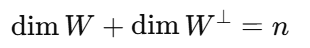 dim W + dim W⊥ = n